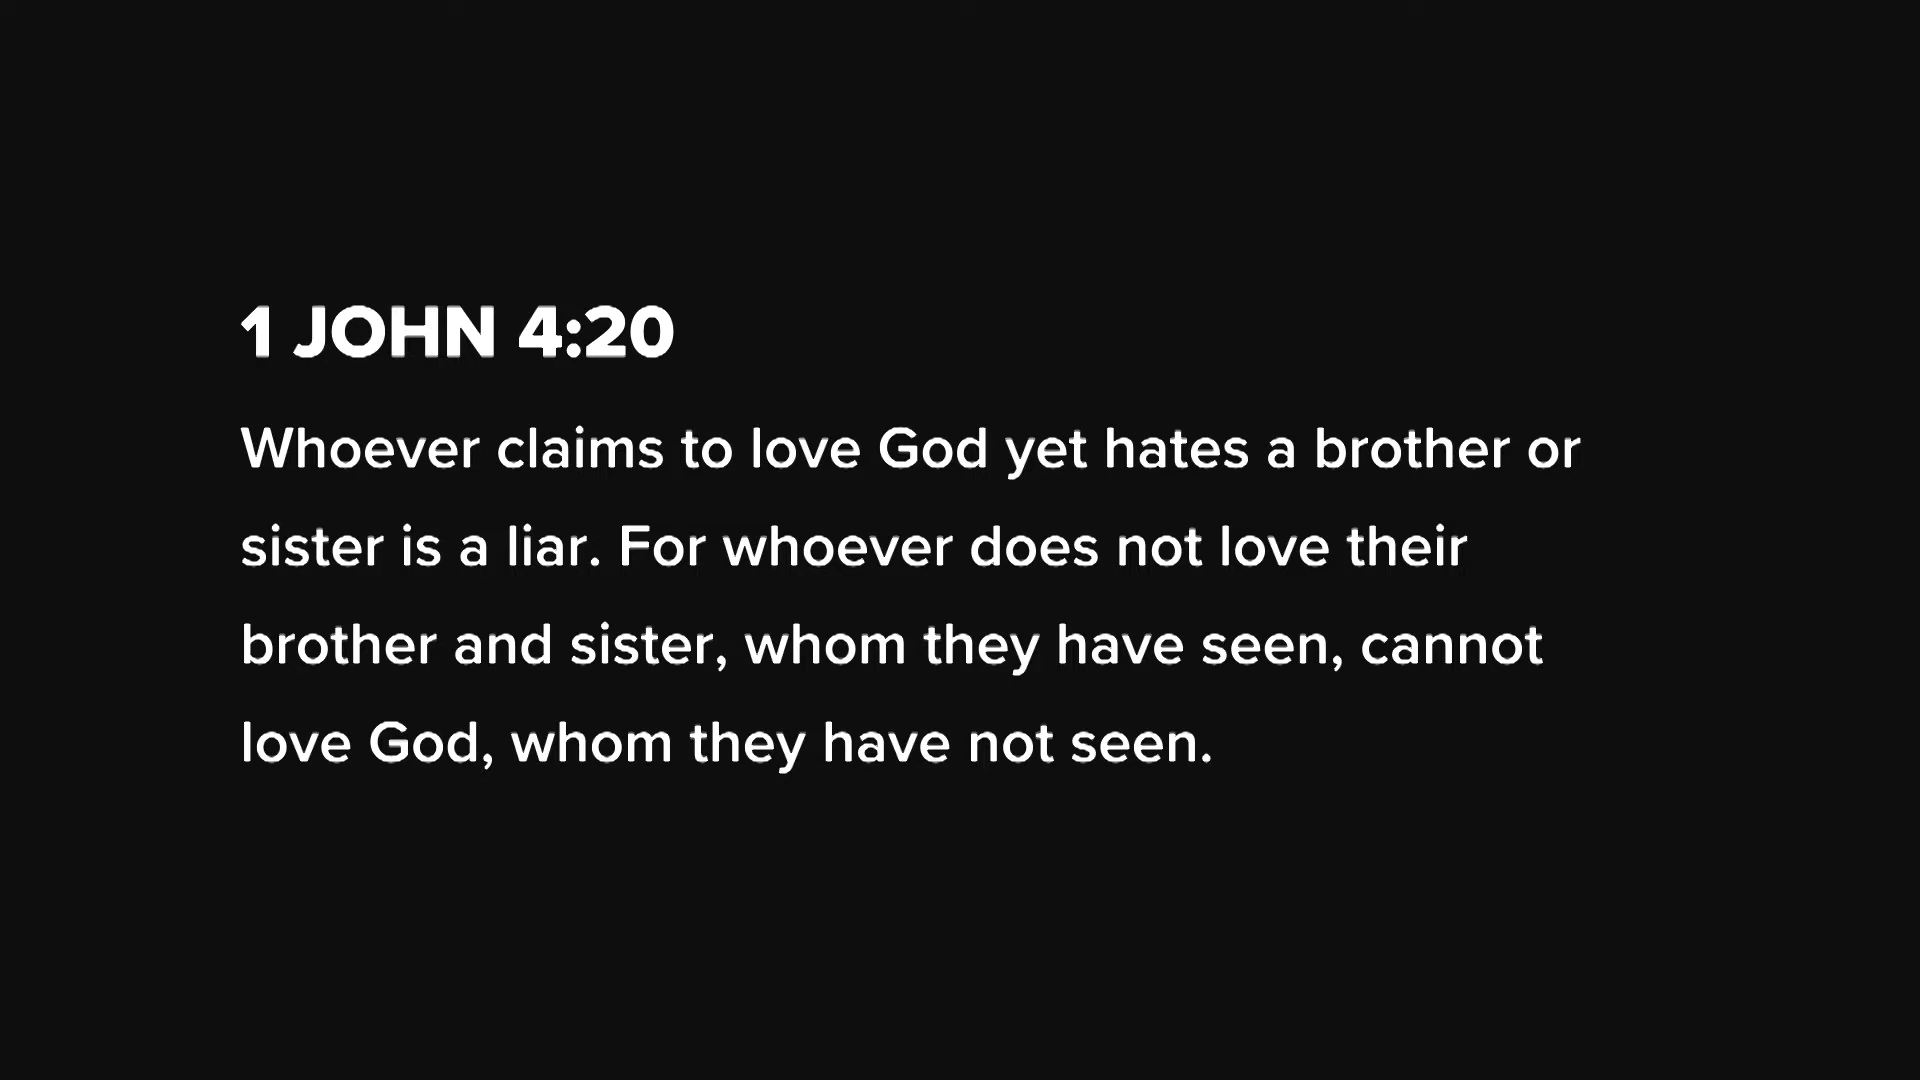 1 JOHN 4:20
Whoever claims to love God yet hates a brother or
sister is a liar. For whoever does not love their
brother and sister, whom they have seen, cannot
love God, whom they have not seen.